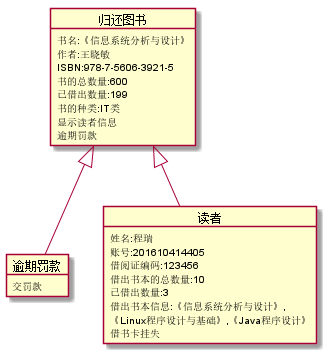 归还图书
书名:《信息系统分析与设计》
作者:王晓敏
ISBN:978-7-5606-3921-5
书的总数量:600
已借出数量:199
书的种类:IT类
显示读者信息
逾期罚款
逾期罚款
交罚款
读者
姓名:程瑞
账号:201610414405
借阅证编码:123456
借出书本的总数量:10
已借出数量:3
借出书本信息:《信息系统分析与设计》,
《Linux程序设计与基础》,《Java程序设计》
借书卡挂失